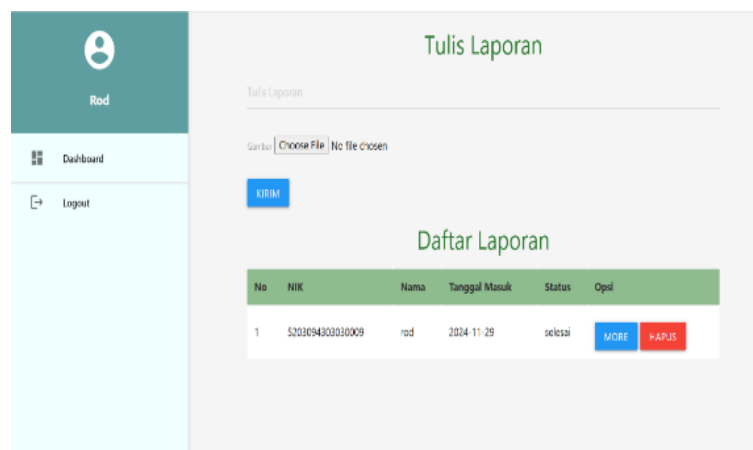 Rod
Dashboard
Logout
Tulis Laporan
Tulis Laporan
Gambar Choose File No file chosen
KIRIM
Daftar Laporan
No NIK Nama Tanggal Masuk Status Opsi
1 5203094303030009 rod 2024-11-29 selesai MORE HAPUS